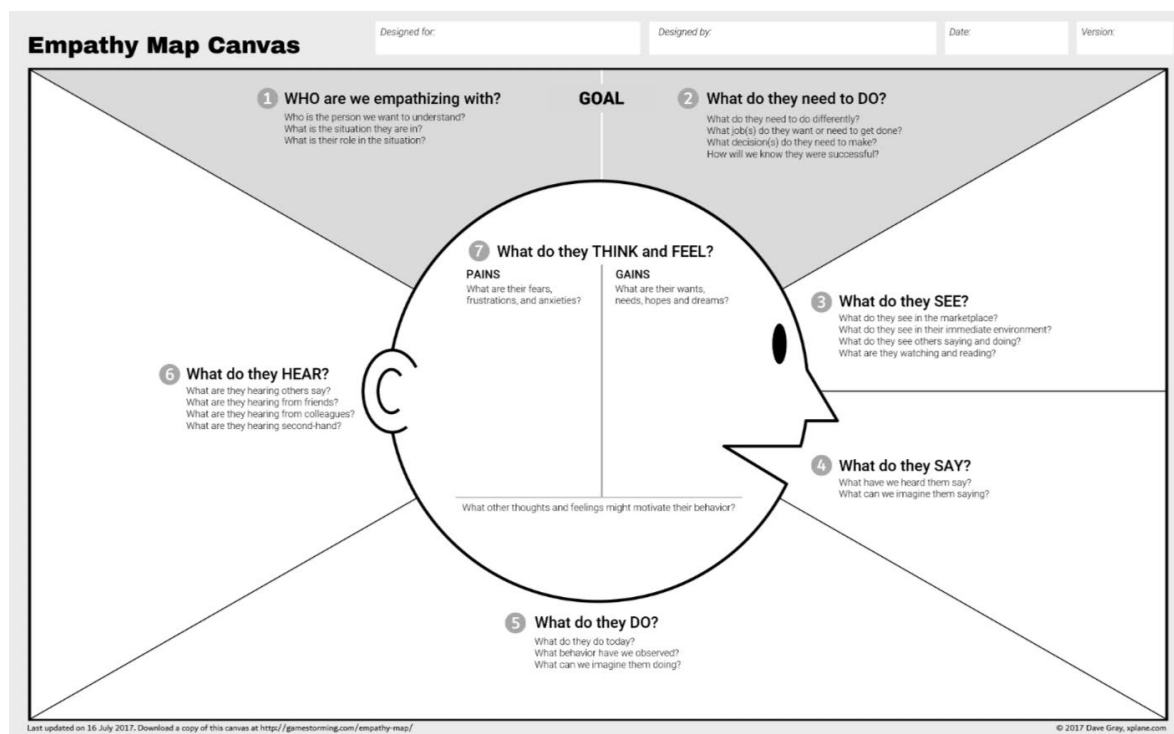 Empathy Map Canvas
Designed for:
Designed by:
Date:
Version:
1 WHO are we empathizing with?
Who is the person we want to understand?
What is the situation they are in?
What is their role in the situation?
GOAL
2 What do they need to DO?
What do they need to do differently?
What job(s) do they want or need to get done?
What decision(s) do they need to make?
How will we know they were successful?
7 What do they THINK and FEEL?
PAINS
What are their fears,
frustrations, and anxieties?
GAINS
What are their wants,
needs, hopes and dreams?
3 What do they SEE?
What do they see in the marketplace?
What do they see in their immediate environment?
What do they see others saying and doing?
What are they watching and reading?
6 What do they HEAR?
What are they hearing others say?
What are they hearing from friends?
What are they hearing from colleagues?
What are they hearing second-hand?
4 What do they SAY?
What have we heard them say?
What can we imagine them saying?
What other thoughts and feelings might motivate their behavior?
5 What do they DO?
What do they do today?
What behavior have we observed?
What can we imagine them doing?
Last updated on 16 July 2017. Download a copy of this canvas at http://gamestorming.com/empathy-map/
© 2017 Dave Gray, xplane.com